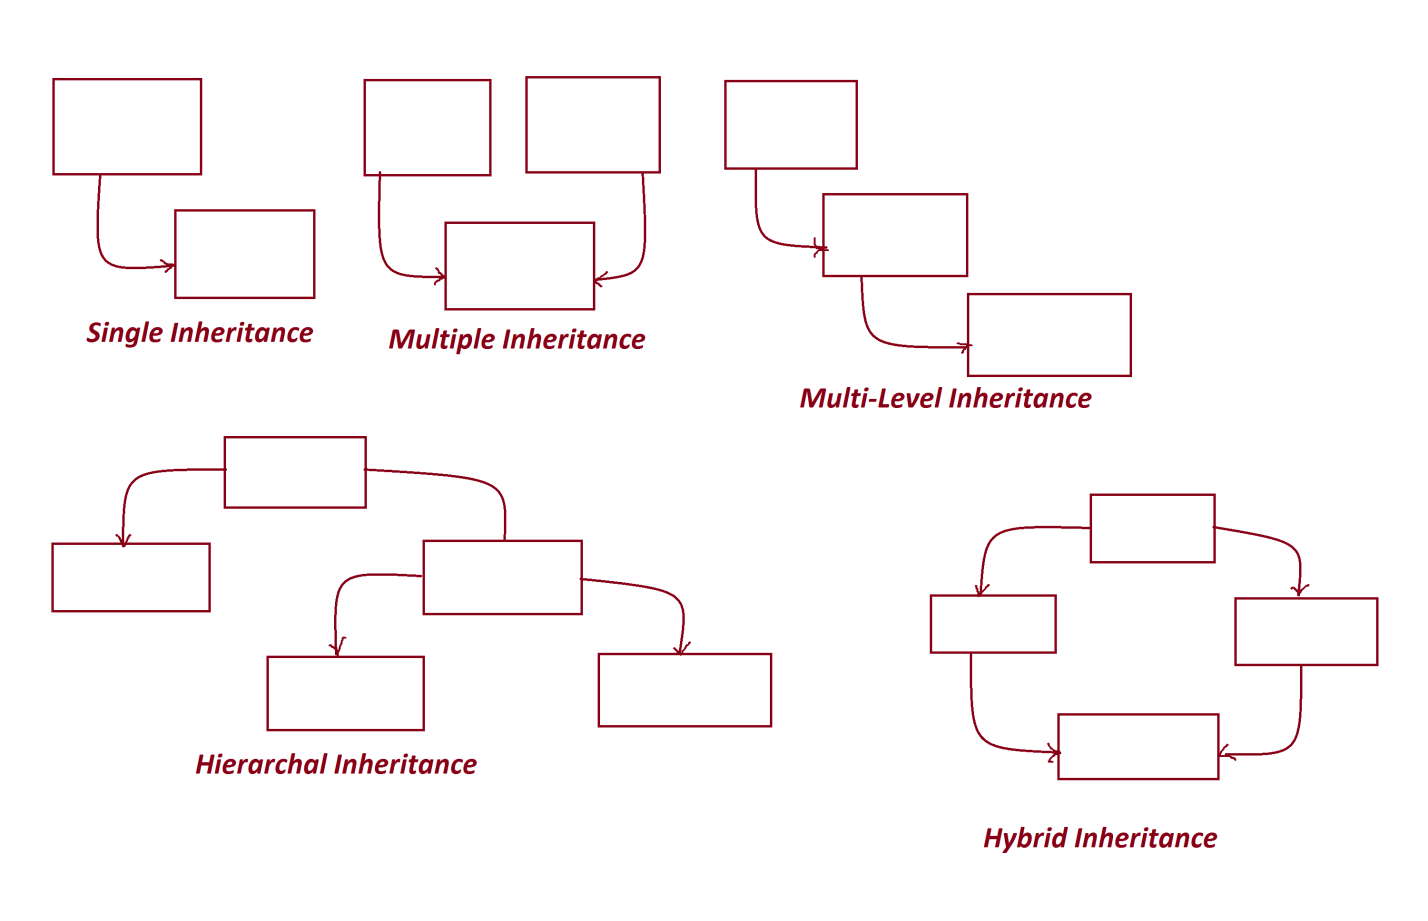 Single Inheritance
Multiple Inheritance
Multi-Level Inheritance
Hierarchal Inheritance
Hybrid Inheritance